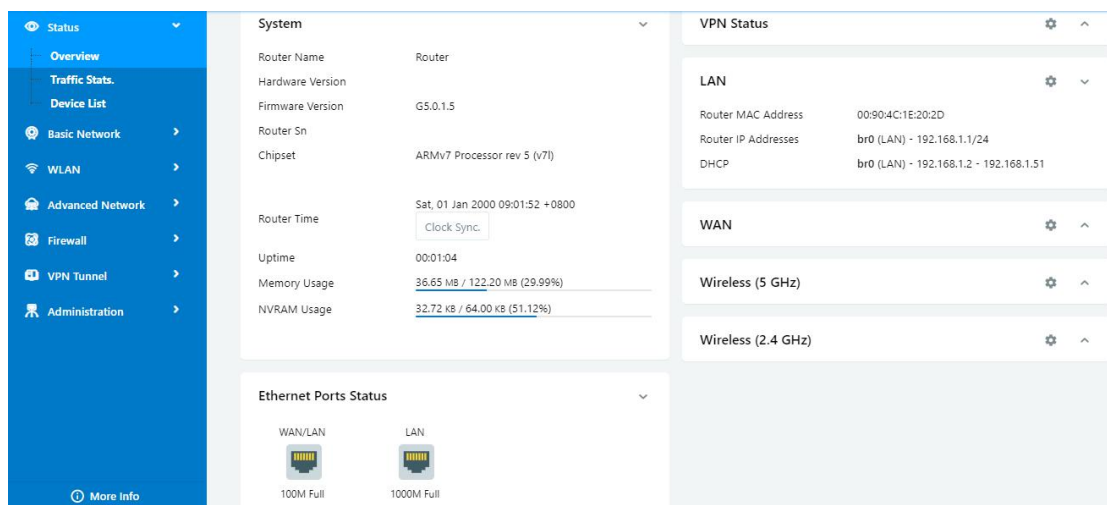 Status
Overview
Traffic Stats.
Device List
Basic Network
WLAN
Advanced Network
Firewall
VPN Tunnel
Administration
More Info
System
Router Name Router
Hardware Version
Firmware Version G5.0.1.5
Router Sn
Chipset ARMv7 Processor rev 5 (v7l)
Router Time Sat, 01 Jan 2000 09:01:52 +0800
Clock Sync.
Uptime 00:01:04
Memory Usage 36.65 MB / 122.20 MB (29.99%)
NVRAM Usage 32.72 KB / 64.00 KB (51.12%)
Ethernet Ports Status
WAN/LAN LAN
100M Full 1000M Full
VPN Status
LAN
Router MAC Address 00:90:4C:1E:20:2D
Router IP Addresses br0 (LAN) - 192.168.1.1/24
DHCP br0 (LAN) - 192.168.1.2 - 192.168.1.51
WAN
Wireless (5 GHz)
Wireless (2.4 GHz)